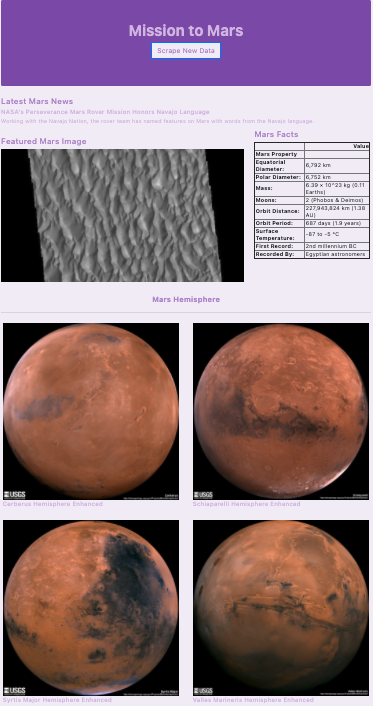 Mission to Mars
Scrape New Data
Latest Mars News
NASA's Perseverance Mars Rover Mission Honors Navajo Language
Working with the Navajo Nation, the rover team has named features on Mars with words from the Navajo language.
Featured Mars Image
Mars Facts
Value
Mars Property
Equatorial Diameter: 6,792 km
Polar Diameter: 6,752 km
Mass: 6.39 × 10^23 kg (0.11 Earths)
Moons: 2 (Phobos & Deimos)
Orbit Distance: 227,943,824 km (1.38 AU)
Orbit Period: 687 days (1.9 years)
Surface Temperature: -87 to -5 °C
First Record: 2nd millennium BC
Recorded By: Egyptian astronomers
Mars Hemisphere
USGS
Cerberus Hemisphere Enhanced
USGS
Schiaparelli Hemisphere Enhanced
USGS
Syrtis Major Hemisphere Enhanced
USGS
Valles Marineris Hemisphere Enhanced